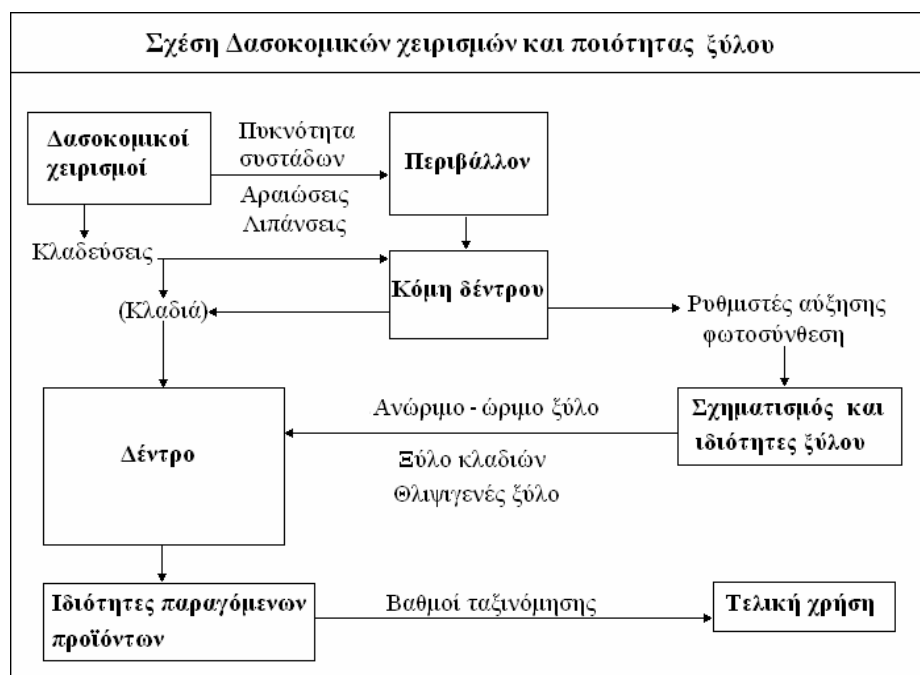 Σχέση Δασοκομικών χειρισμών και ποιότητας ξύλου
Δασοκομικοί
χειρισμοί
Πυκνότητα
συστάδων
Αραιώσεις
Λιπάνσεις
Περιβάλλον
Κλαδεύσεις
Κόμη δέντρου
(Κλαδιά)
Ρυθμιστές αύξησης
φωτοσύνθεση
Ανώριμο - ώριμο ξύλο
Σχηματισμός και
ιδιότητες ξύλου
Δέντρο
Ξύλο κλαδιών
Θλιψιγενές ξύλο
Ιδιότητες παραγόμενων
προϊόντων
Βαθμοί ταξινόμησης
Τελική χρήση